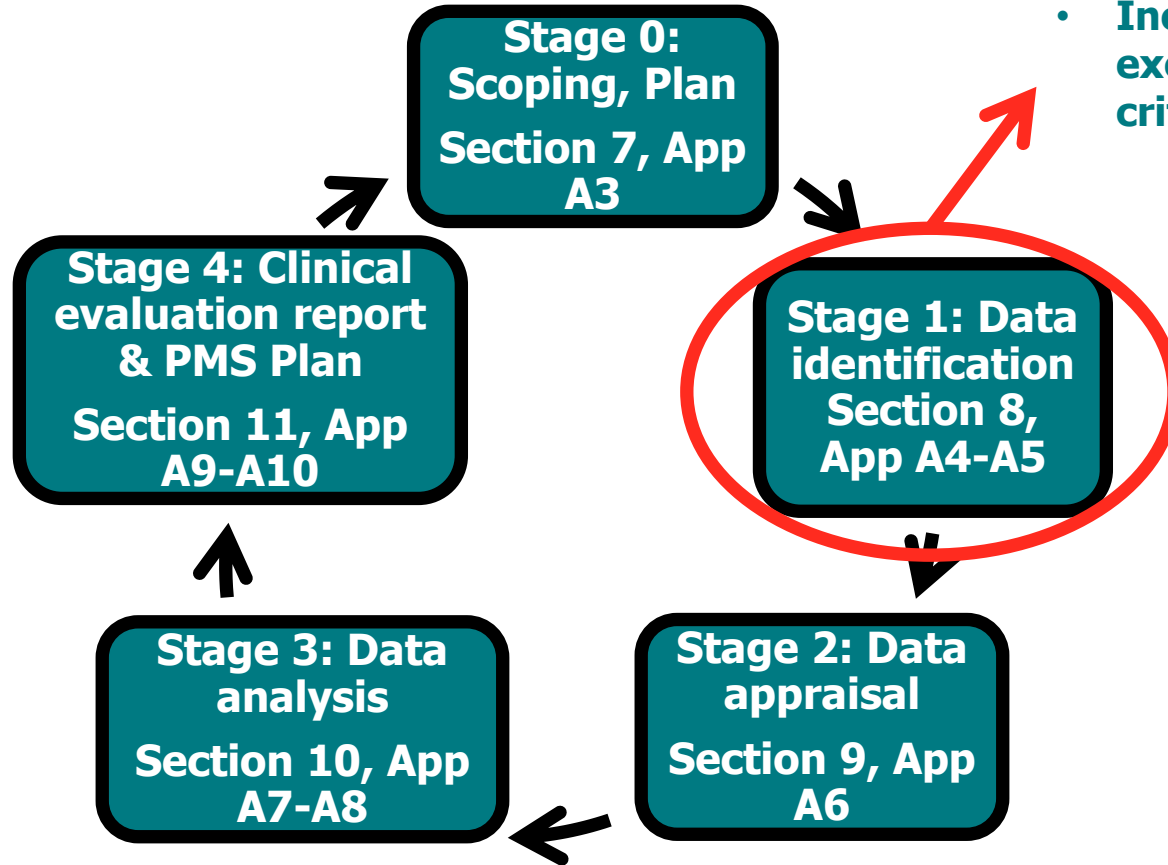 Stage 0:
Scoping, Plan
Section 7, App
A3
•
Stage 1: Data
identification
Section 8,
App A4-A5
Stage 2: Data
appraisal
Section 9, App
A6
Stage 3: Data
analysis
Section 10, App
A7-A8
Stage 4: Clinical
evaluation report
& PMS Plan
Section 11, App
A9-A10